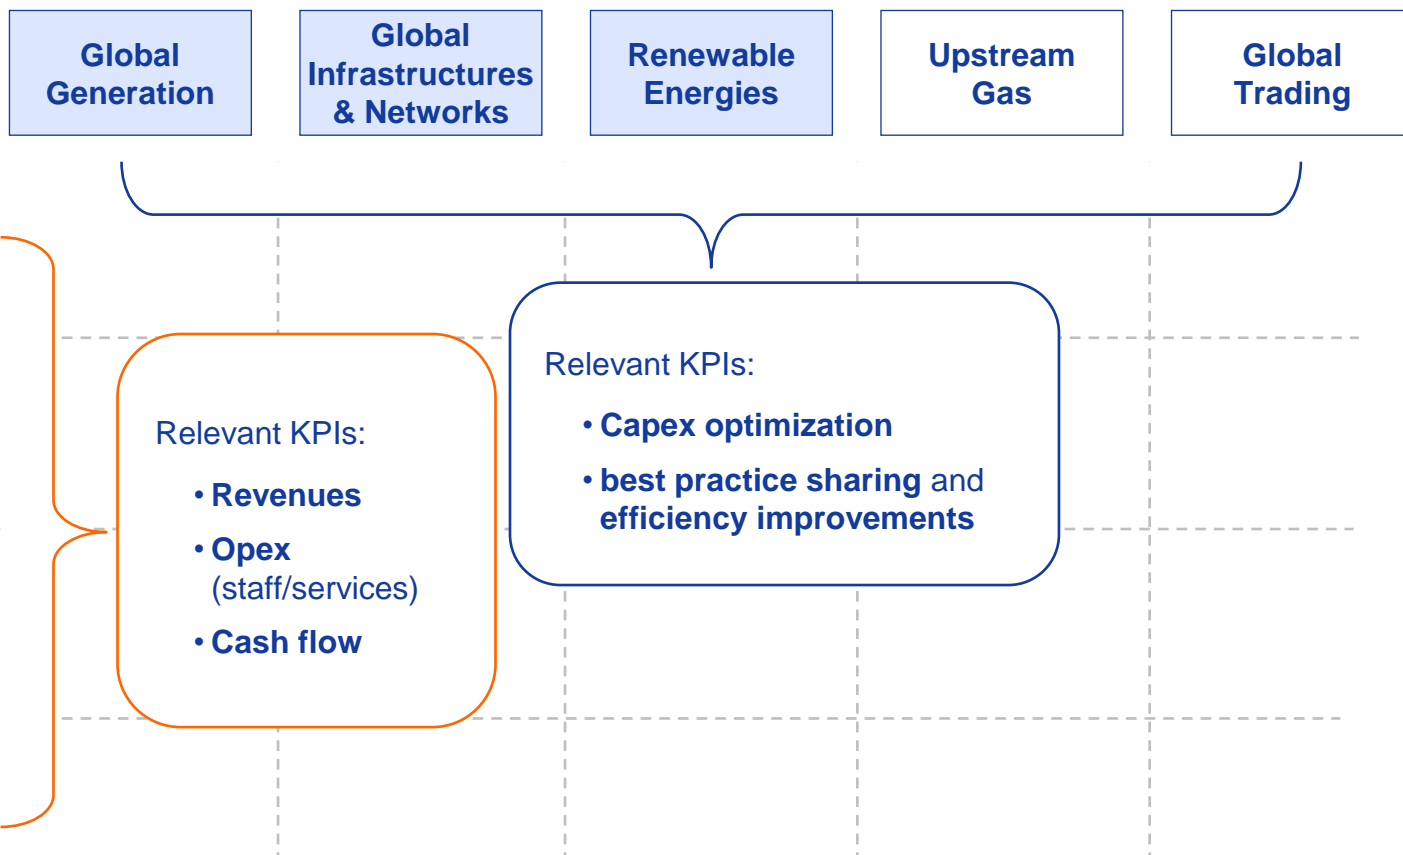 Global
Generation
Global
Infrastructures
& Networks
Renewable
Energies
Upstream
Gas
Global
Trading
Relevant KPIs:
• Revenues
• Opex
(staff/services)
• Cash flow
Relevant KPIs:
• Capex optimization
• best practice sharing and
efficiency improvements